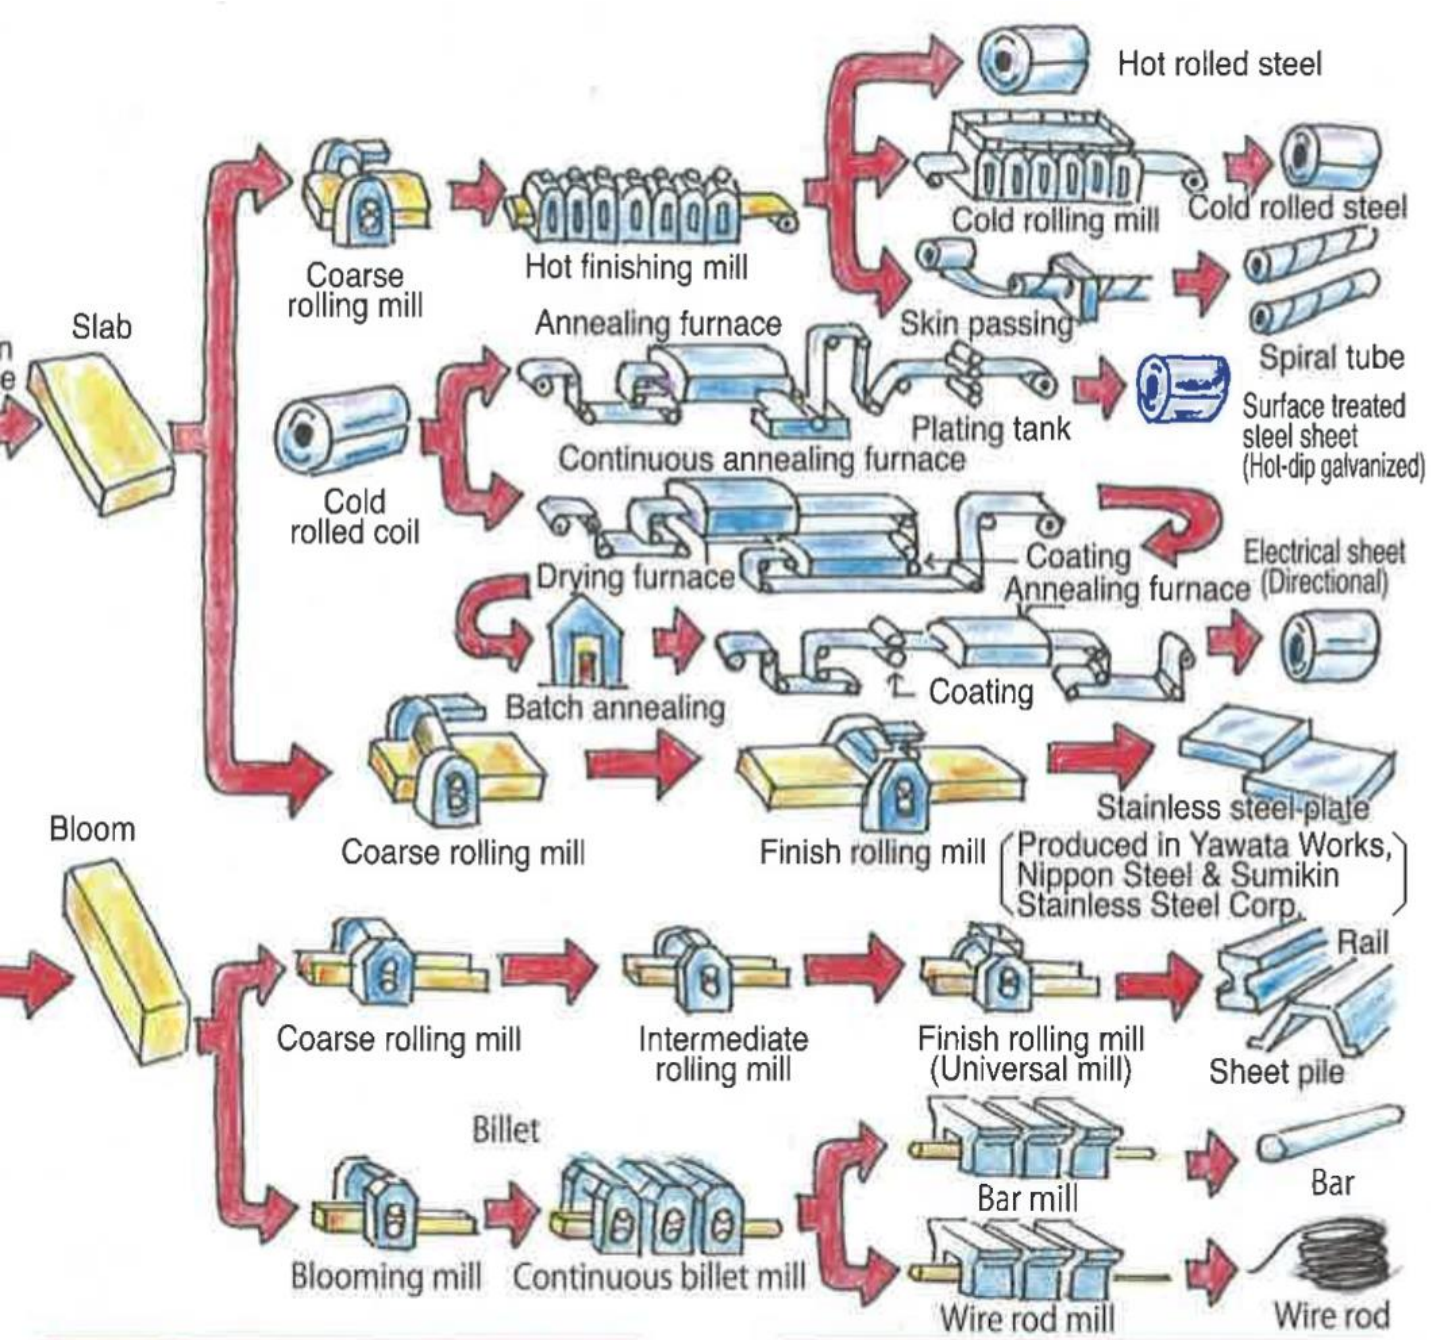 Hot rolled steel
Cold rolling mill
Cold rolled steel
Coarse
rolling mill
Hot finishing mill
Slab
Annealing furnace
Skin passing
Spiral tube
n
e
Plating tank
Surface treated
steel sheet
(Hot-dip galvanized)
Continuous annealing furnace
Cold
rolled coil
Drying furnace
Coating
Annealing furnace
Electrical sheet
(Directional)
Batch annealing
Coating
Stainless steel plate
(Produced in Yawata Works,
Nippon Steel & Sumikin
Stainless Steel Corp.)
Coarse rolling mill
Finish rolling mill
Bloom
Rail
Coarse rolling mill
Intermediate
rolling mill
Finish rolling mill
(Universal mill)
Sheet pile
Billet
Bar mill
Bar
Blooming mill
Continuous billet mill
Wire rod mill
Wire rod